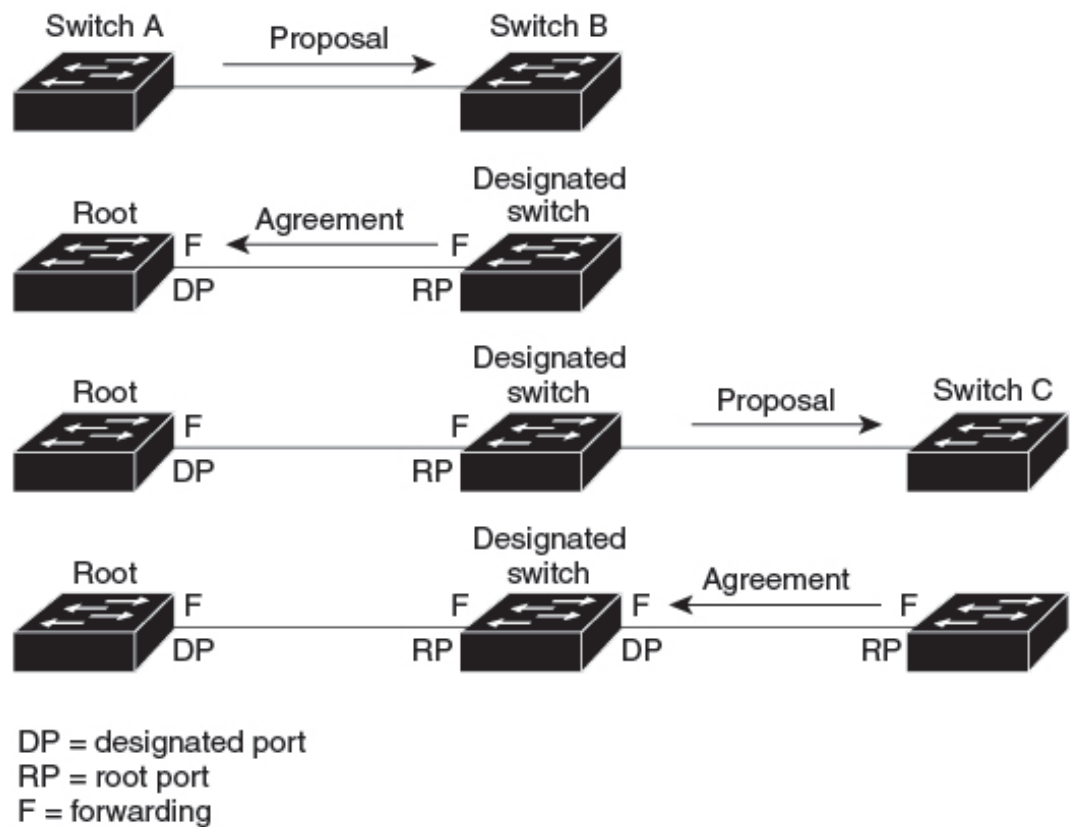 Switch A
Proposal
Switch B
Root
F
DP
Agreement
Designated
switch
F
RP
Root
F
DP
Designated
switch
F
RP
Proposal
Switch C
Root
F
DP
Designated
switch
F
RP
F
DP
Agreement
F
RP
DP = designated port
RP = root port
F = forwarding